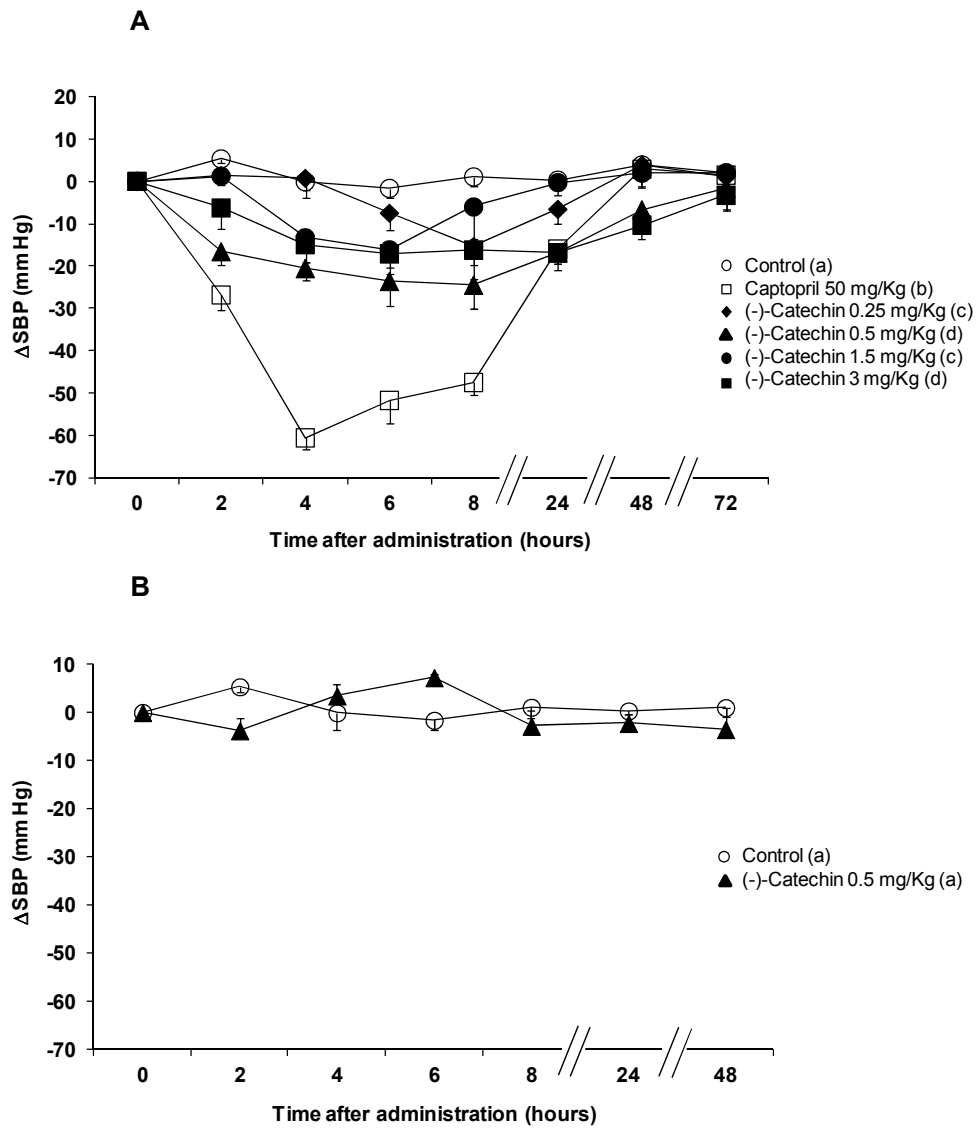 A
20
10
0
-10
-20
-30
-40
-50
-60
-70
ΔSBP (mm Hg)
0 2 4 6 8 24 48 72
Time after administration (hours)
Control (a)
Captopril 50 mg/Kg (b)
(-)-Catechin 0.25 mg/Kg (c)
(-)-Catechin 0.5 mg/Kg (d)
(-)-Catechin 1.5 mg/Kg (c)
(-)-Catechin 3 mg/Kg (d)
B
10
0
-10
-20
-30
-40
-50
-60
-70
ΔSBP (mm Hg)
0 2 4 6 8 24 48
Time after administration (hours)
Control (a)
(-)-Catechin 0.5 mg/Kg (a)